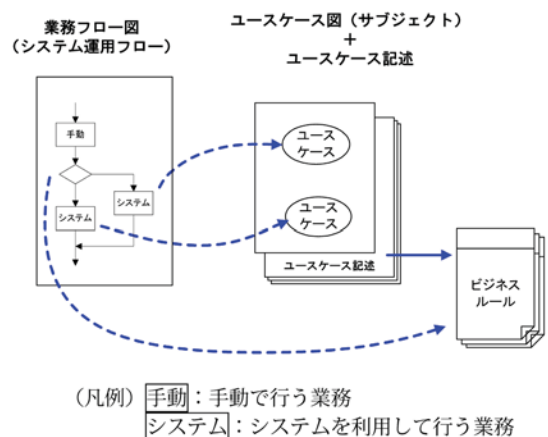 業務フロー図
(システム運用フロー)
ユースケース図(サブジェクト)
+
ユースケース記述
手動
システム
システム
ユース
ケース
ユース
ケース
ユースケース記述
ビジネス
ルール
(凡例)手動:手動で行う業務
システム:システムを利用して行う業務